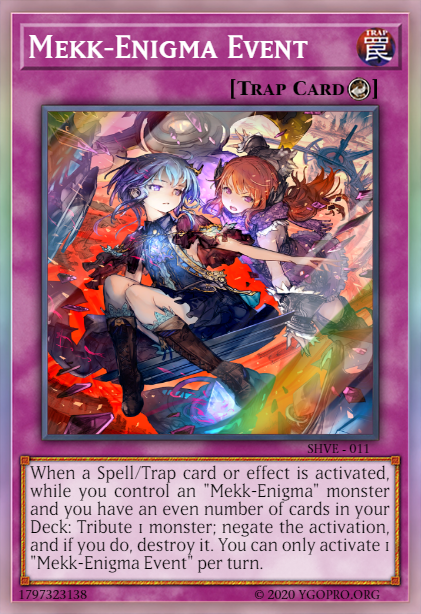 Mekk-Enigma Event
TRAP
罠
[Trap Card]
SHVE - 011
When a Spell/Trap card or effect is activated,
while you control an "Mekk-Enigma" monster
and you have an even number of cards in your
Deck: Tribute 1 monster; negate the activation,
and if you do, destroy it. You can only activate 1
"Mekk-Enigma Event" per turn.
1797323138
© 2020 YGOPRO.ORG